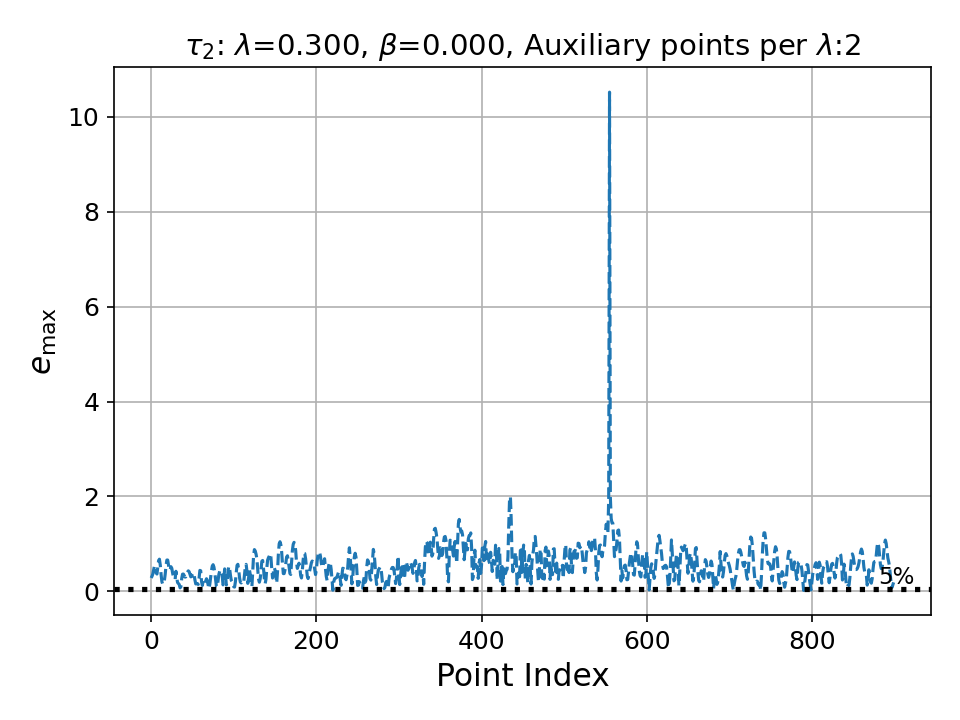 τ₂: λ=0.300, β=0.000, Auxiliary points per λ:2
10
8
6
4
2
0
e_max
5%
0 200 400 600 800
Point Index